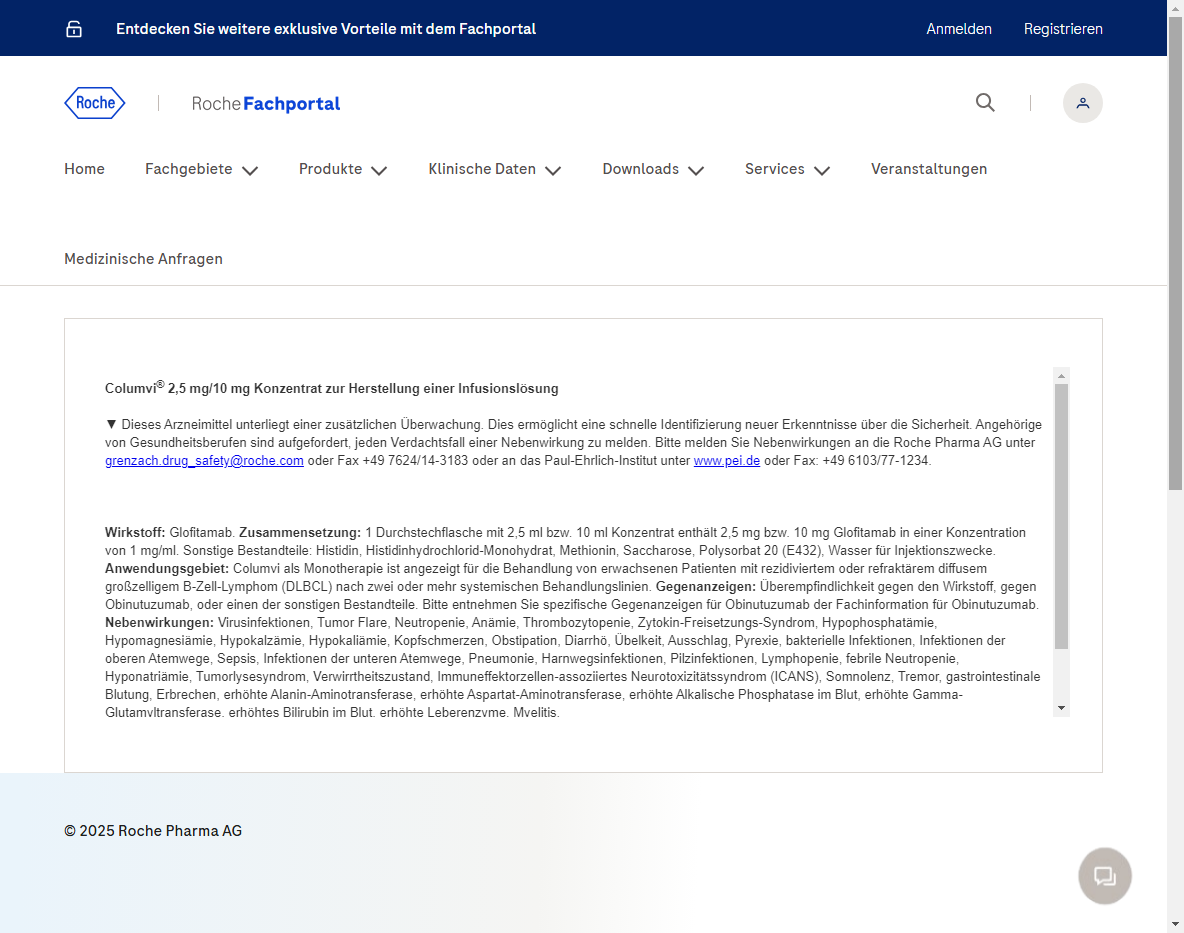 Entdecken Sie weitere exklusive Vorteile mit dem Fachportal
Anmelden
Registrieren
Roche
Roche Fachportal
Home
Fachgebiete
Produkte
Klinische Daten
Downloads
Services
Veranstaltungen
Medizinische Anfragen
Columvi® 2,5 mg/10 mg Konzentrat zur Herstellung einer Infusionslösung
▼ Dieses Arzneimittel unterliegt einer zusätzlichen Überwachung. Dies ermöglicht eine schnelle Identifizierung neuer Erkenntnisse über die Sicherheit. Angehörige
von Gesundheitsberufen sind aufgefordert, jeden Verdachtsfall einer Nebenwirkung zu melden. Bitte melden Sie Nebenwirkungen an die Roche Pharma AG unter
grenzach.drug_safety@roche.com oder Fax +49 7624/14-3183 oder an das Paul-Ehrlich-Institut unter www.pei.de oder Fax: +49 6103/77-1234.
Wirkstoff: Glofitamab. Zusammensetzung: 1 Durchstechflasche mit 2,5 ml bzw. 10 ml Konzentrat enthält 2,5 mg bzw. 10 mg Glofitamab in einer Konzentration
von 1 mg/ml. Sonstige Bestandteile: Histidin, Histidinhydrochlorid-Monohydrat, Methionin, Saccharose, Polysorbat 20 (E432), Wasser für Injektionszwecke.
Anwendungsgebiet: Columvi als Monotherapie ist angezeigt für die Behandlung von erwachsenen Patienten mit rezidiviertem oder refraktärem diffusem
großzelligem B-Zell-Lymphom (DLBCL) nach zwei oder mehr systemischen Behandlungslinien. Gegenanzeigen: Überempfindlichkeit gegen den Wirkstoff, gegen
Obinutuzumab, oder einen der sonstigen Bestandteile. Bitte entnehmen Sie spezifische Gegenanzeigen für Obinutuzumab der Fachinformation für Obinutuzumab.
Nebenwirkungen: Virusinfektionen, Tumor Flare, Neutropenie, Anämie, Thrombozytopenie, Zytokin-Freisetzungs-Syndrom, Hypophosphatämie,
Hypomagnesiämie, Hypokalzämie, Hypokaliämie, Kopfschmerzen, Obstipation, Diarrhö, Übelkeit, Ausschlag, Pyrexie, bakterielle Infektionen, Infektionen der
oberen Atemwege, Sepsis, Infektionen der unteren Atemwege, Pneumonie, Harnwegsinfektionen, Pilzinfektionen, Lymphopenie, febrile Neutropenie,
Hyponatriämie, Tumorlysesyndrom, Verwirrtheitszustand, Immuneffektorzellen-assoziiertes Neurotoxizitätssyndrom (ICANS), Somnolenz, Tremor, gastrointestinale
Blutung, Erbrechen, erhöhte Alanin-Aminotransferase, erhöhte Aspartat-Aminotransferase, erhöhte Alkalische Phosphatase im Blut, erhöhte Gamma-
Glutamyltransferase, erhöhtes Bilirubin im Blut, erhöhte Leberenzyme, Myelitis.
© 2025 Roche Pharma AG